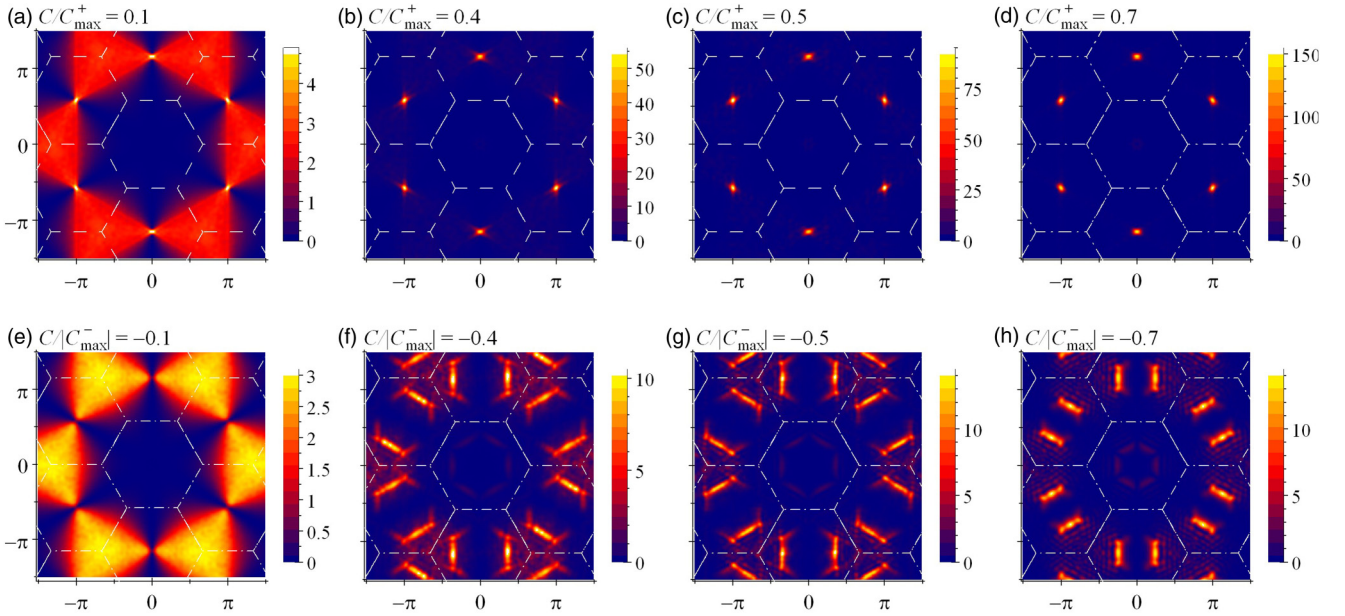 (a) C/C⁺max = 0.1
(b) C/C⁺max = 0.4
(c) C/C⁺max = 0.5
(d) C/C⁺max = 0.7
π
0
−π
−π 0 π
4
3
2
1
0
−π 0 π
50
40
30
20
10
0
−π 0 π
75
50
25
0
−π 0 π
150
100
50
0
(e) C/|C⁻max| = −0.1
(f) C/|C⁻max| = −0.4
(g) C/|C⁻max| = −0.5
(h) C/|C⁻max| = −0.7
π
0
−π
−π 0 π
3
2.5
2
1.5
1
0.5
0
−π 0 π
10
5
0
−π 0 π
10
5
0
−π 0 π
10
5
0